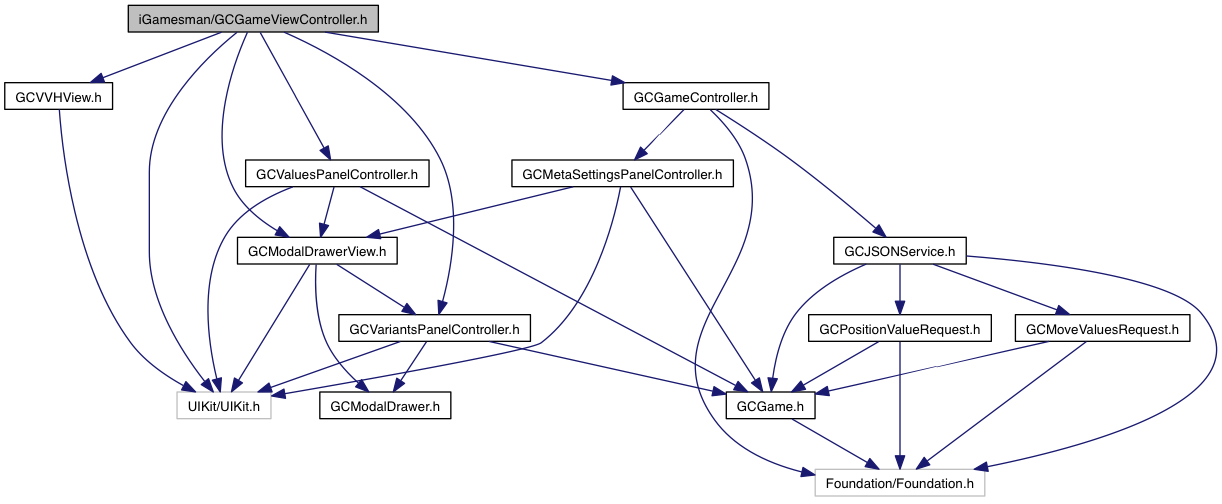 iGamesman/GCGameViewController.h
GCVVHView.h
GCGameController.h
GCValuesPanelController.h
GCMetaSettingsPanelController.h
GCModalDrawerView.h
GCJSONService.h
GCVariantsPanelController.h
GCPositionValueRequest.h
GCMoveValuesRequest.h
UIKit/UIKit.h
GCModalDrawer.h
GCGame.h
Foundation/Foundation.h